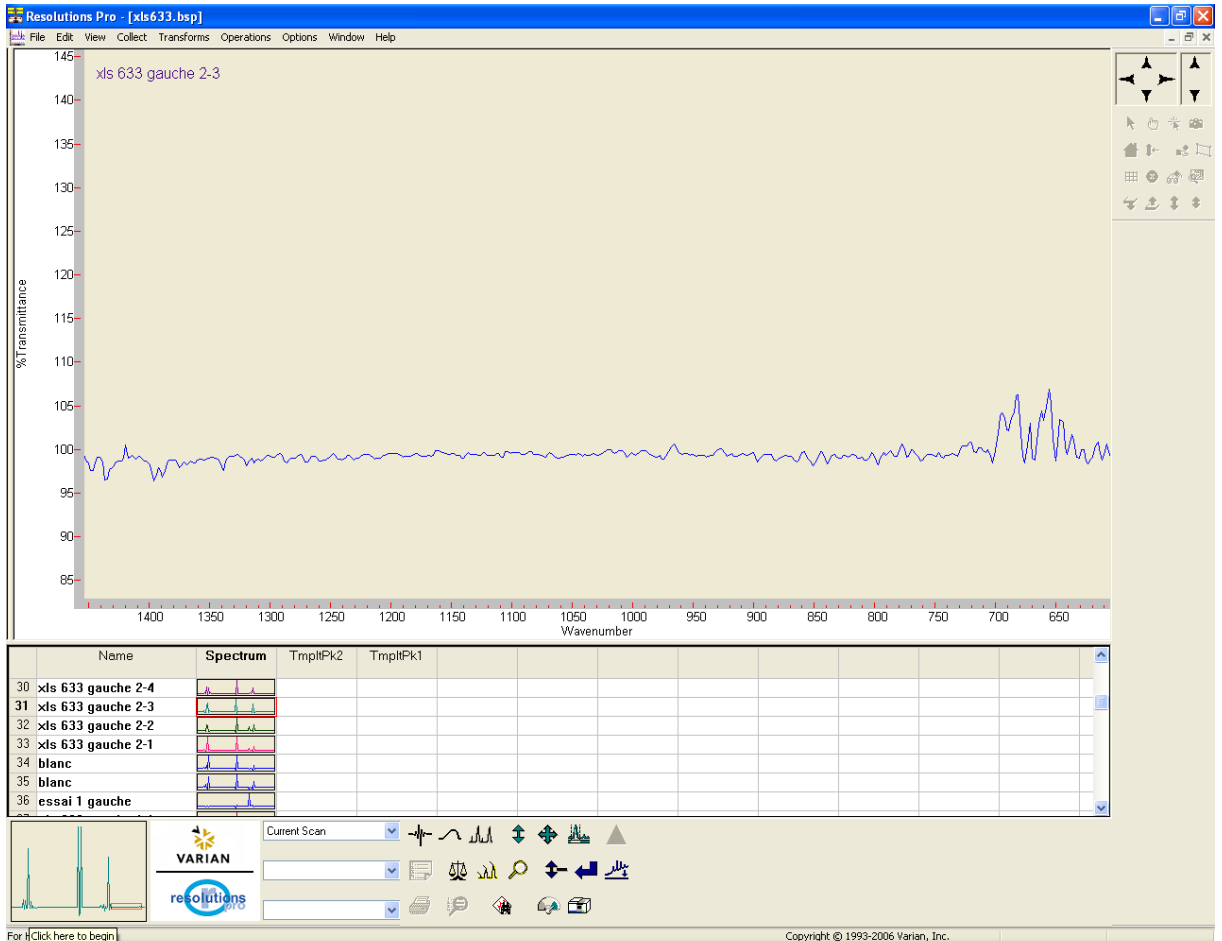 Resolutions Pro - [xls633.bsp]
File Edit View Collect Transforms Operations Options Window Help
xls 633 gauche 2-3
145
140
135
130
125
120
115
110
105
100
95
90
85
%Transmittance
1400 1350 1300 1250 1200 1150 1100 1050 1000 950 900 850 800 750 700 650
Wavenumber
Name Spectrum TmpltPk2 TmpltPk1
30 xls 633 gauche 2-4
31 xls 633 gauche 2-3
32 xls 633 gauche 2-2
33 xls 633 gauche 2-1
34 blanc
35 blanc
36 essai 1 gauche
Current Scan
VARIAN
resolutions
pro
For
Click here to begin
Copyright © 1993-2006 Varian, Inc.